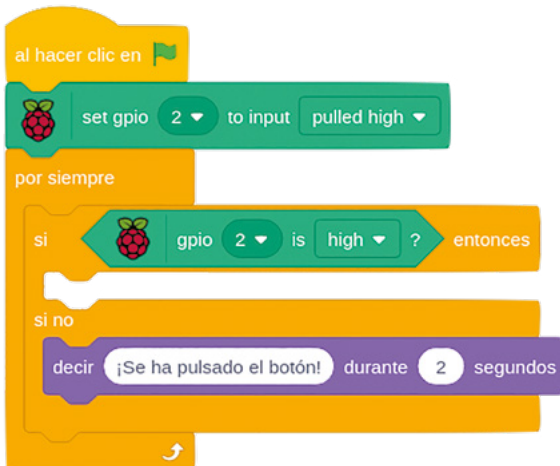 al hacer clic en
set gpio 2 to input pulled high
por siempre
si gpio 2 is high ? entonces
si no
decir ¡Se ha pulsado el botón! durante 2 segundos